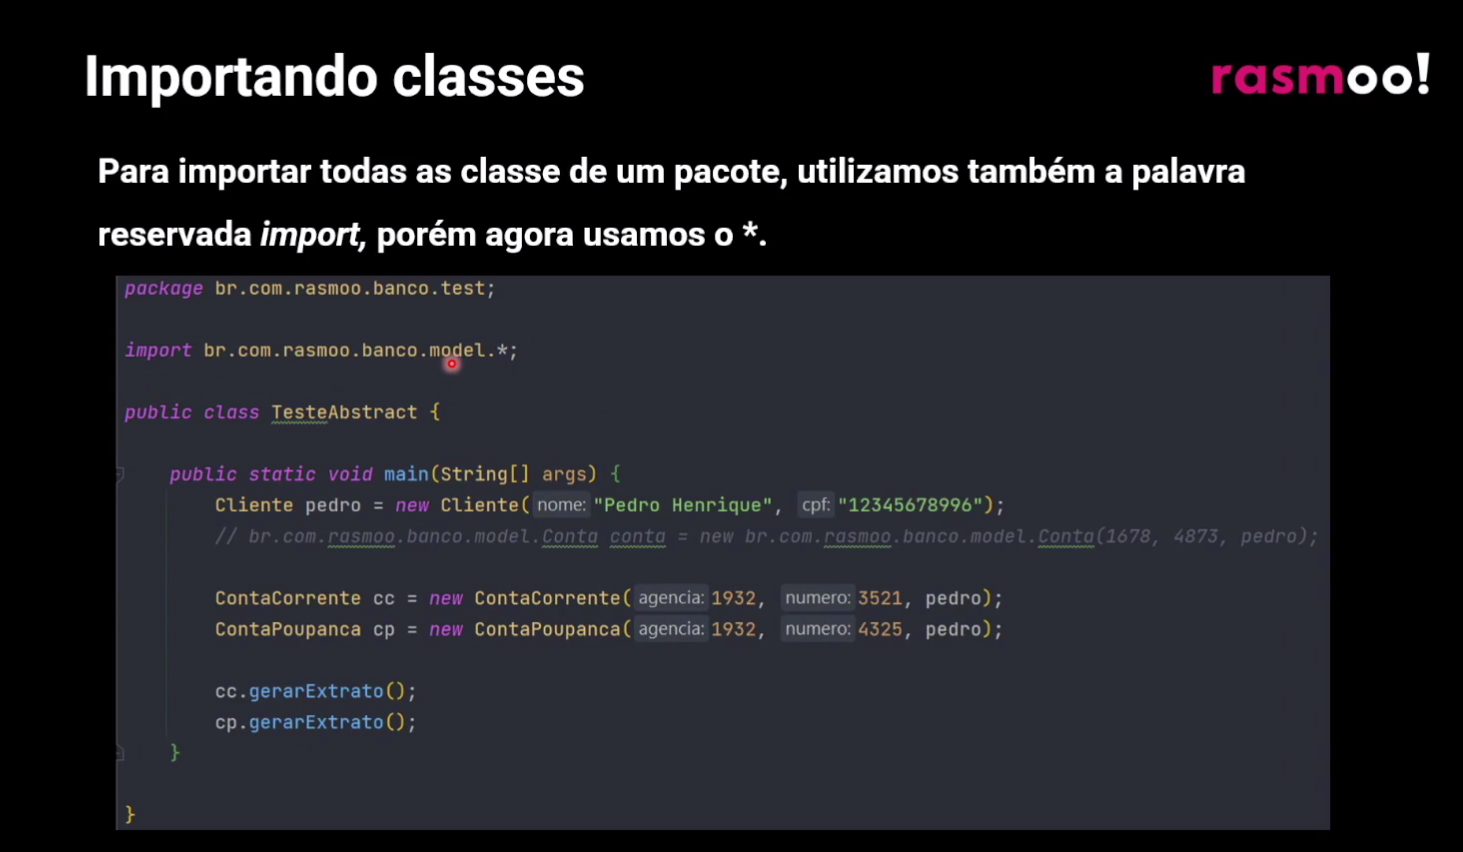 Importando classes
rasmoo!
Para importar todas as classe de um pacote, utilizamos também a palavra
reservada import, porém agora usamos o *.
package br.com.rasmoo.banco.test;
import br.com.rasmoo.banco.model.*;
public class TesteAbstract {
public static void main(String[] args) {
Cliente pedro = new Cliente( nome: "Pedro Henrique", cpf: "12345678996");
// br.com.rasmoo.banco.model.Conta conta = new br.com.rasmoo.banco.model.Conta(1678, 4873, pedro);
ContaCorrente cc = new ContaCorrente( agencia: 1932, numero: 3521, pedro);
ContaPoupanca cp = new ContaPoupanca( agencia: 1932, numero: 4325, pedro);
cc.gerarExtrato();
cp.gerarExtrato();
}
}